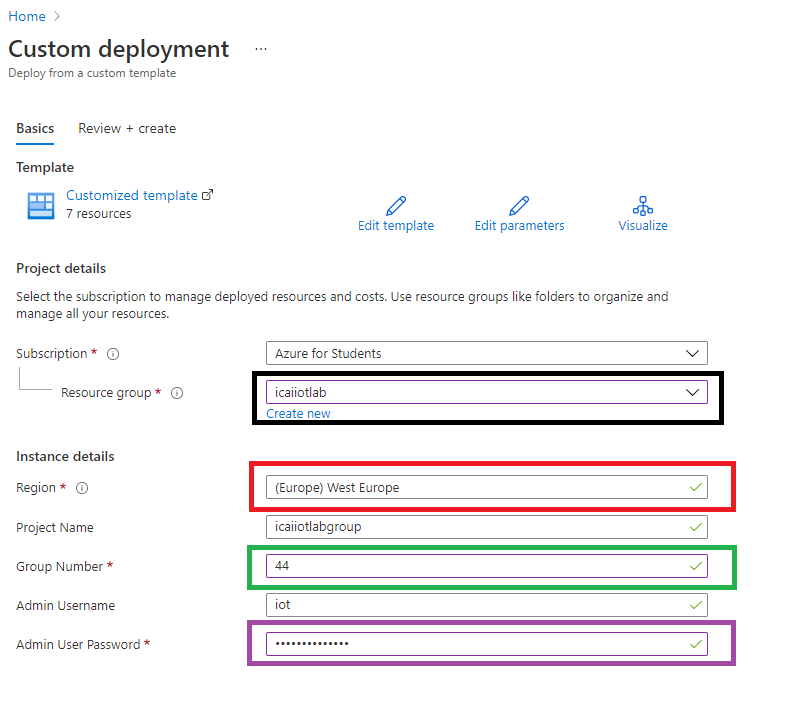 Home
Custom deployment ...
Deploy from a custom template
Basics Review + create
Template
Customized template
7 resources
Edit template Edit parameters Visualize
Project details
Select the subscription to manage deployed resources and costs. Use resource groups like folders to organize and
manage all your resources.
Subscription * Azure for Students
Resource group * icaiiotlab
Create new
Instance details
Region * (Europe) West Europe
Project Name icaiiotlabgroup
Group Number * 44
Admin Username iot
Admin User Password * ••••••••••••••